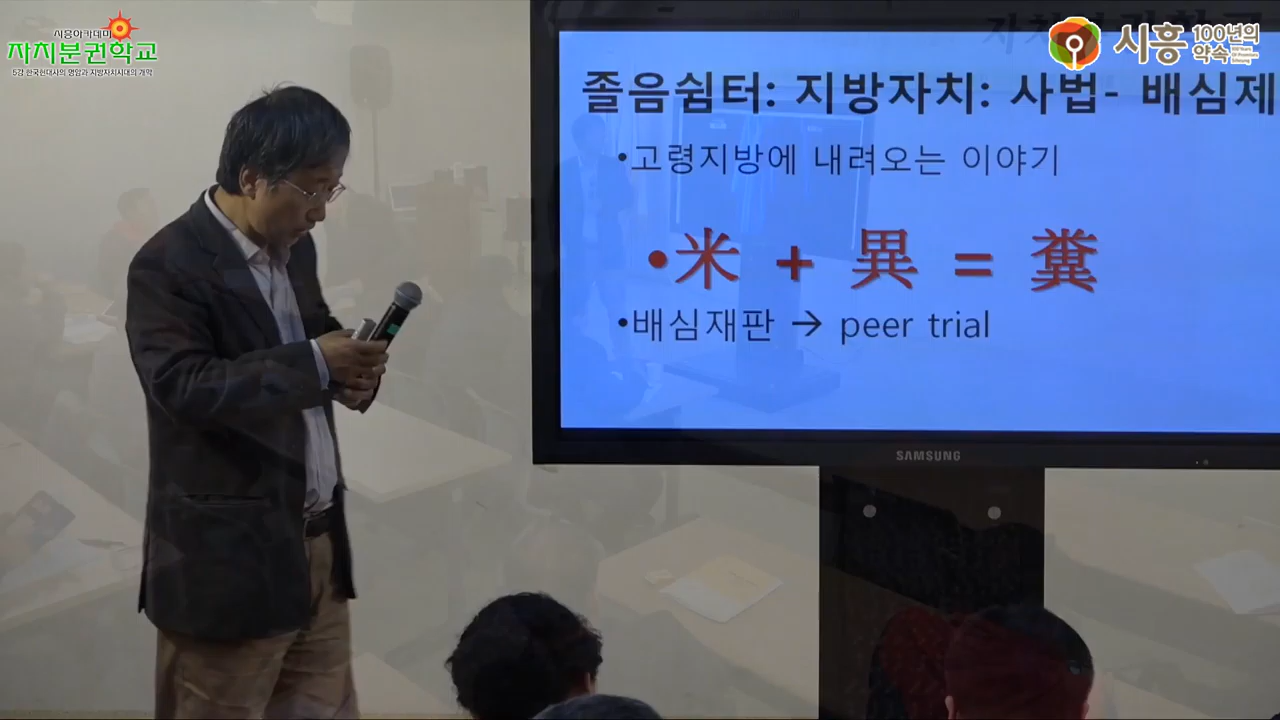 시흥아카데미
자치분권학교
5강 한국현대사의 명암과 지방자치시대의 개막
시흥 100년의 약속
졸음쉼터: 지방자치: 사법- 배심제
•고령지방에 내려오는 이야기
•米 + 異 = 糞
•배심재판 → peer trial
SAMSUNG